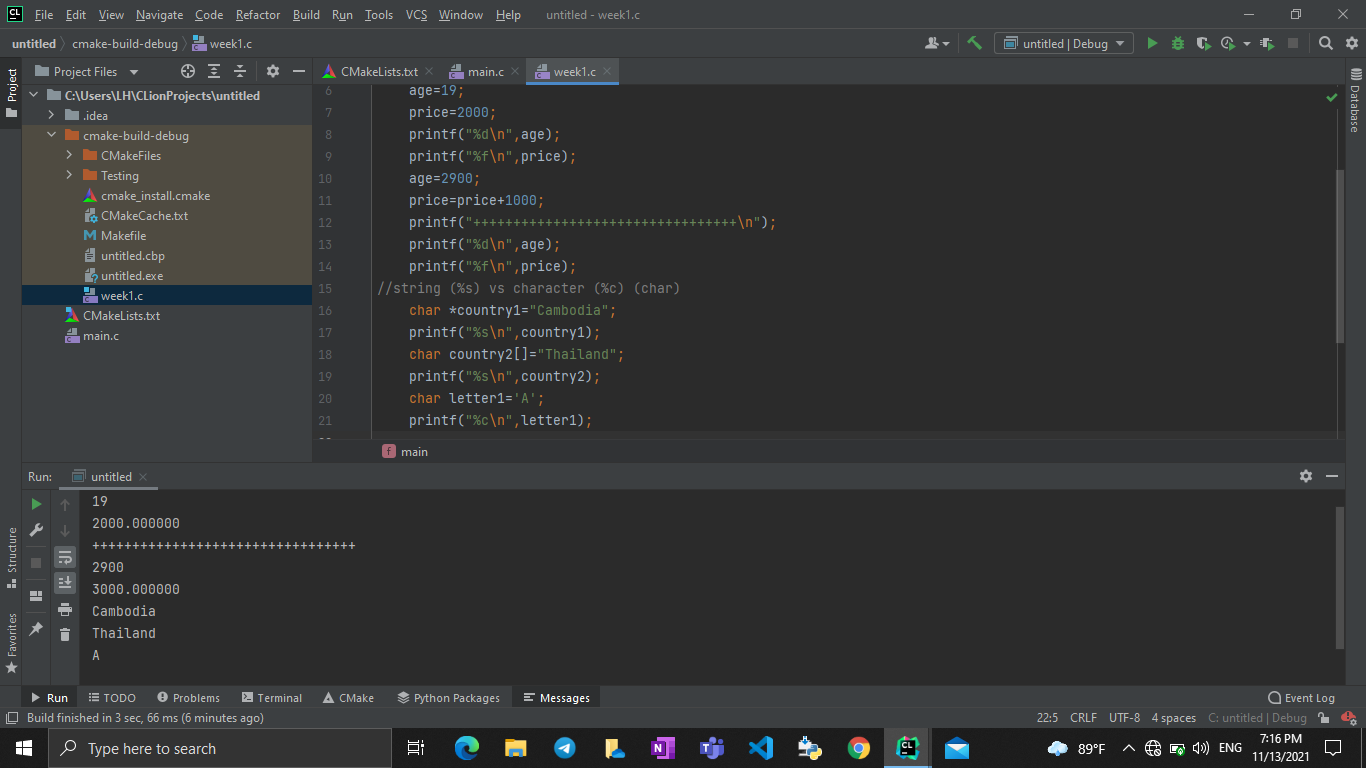 CL File Edit View Navigate Code Refactor Build Run Tools VCS Window Help untitled - week1.c
untitled cmake-build-debug week1.c untitled | Debug
Project
Project Files
CMakeLists.txt main.c week1.c
Database
C:\Users\LH\CLionProjects\untitled
.idea
cmake-build-debug
CMakeFiles
Testing
cmake_install.cmake
CMakeCache.txt
Makefile
untitled.cbp
untitled.exe
week1.c
CMakeLists.txt
main.c
6 age=19;
7 price=2000;
8 printf("%d\n",age);
9 printf("%f\n",price);
10 age=2900;
11 price=price+1000;
12 printf("+++++++++++++++++++++++++++++++++\n");
13 printf("%d\n",age);
14 printf("%f\n",price);
15 //string (%s) vs character (%c) (char)
16 char *country1="Cambodia";
17 printf("%s\n",country1);
18 char country2[]="Thailand";
19 printf("%s\n",country2);
20 char letter1='A';
21 printf("%c\n",letter1);
f main
Run: untitled
19
2000.000000
+++++++++++++++++++++++++++++++++
2900
3000.000000
Cambodia
Thailand
A
Structure
Favorites
Run TODO Problems Terminal CMake Python Packages Messages Event Log
Build finished in 3 sec, 66 ms (6 minutes ago) 22:5 CRLF UTF-8 4 spaces C: untitled | Debug
Type here to search 89°F ENG 7:16 PM
11/13/2021